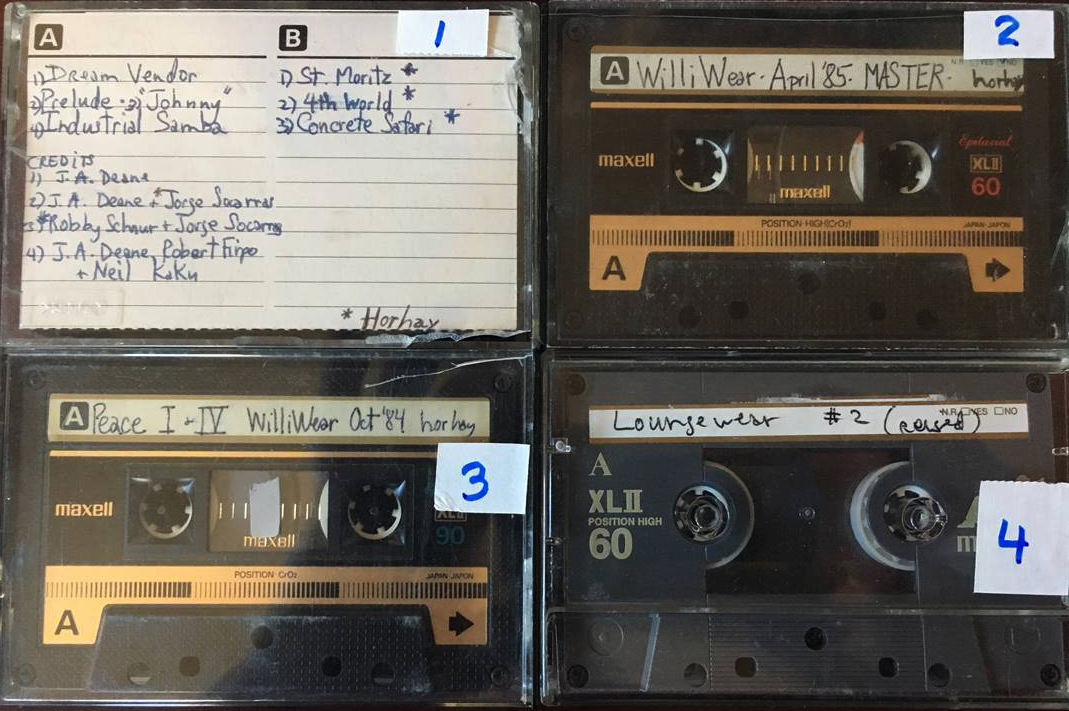 1
A B
1) Dream Vendor
2) Prelude · 3) "Johnny"
4) Industrial Samba
CREDITS
1) J.A. Deane
2) J.A. Deane + *Jorge Socarras
3) *Robby Schnur + Jorge Socarras
4) J.A. Deane, Robert Firpo
+ Neil KaKu
1) St. Moritz *
2) 4th World *
3) Concrete Safari *
* Horhay
2
A WilliWear · April '85 · MASTER · horhay
maxell
maxell
Epitaxial
XLII
60
POSITION·HIGH(CrO₂)
JAPAN·JAPON
A
A Peace I - IV WilliWear Oct '84 horhay
3
maxell
maxell
XLII
90
POSITION CrO₂
JAPAN JAPON
A
Loungewear #2 (revised)
N.R. □YES □NO
A
XLII
POSITION HIGH
60
4